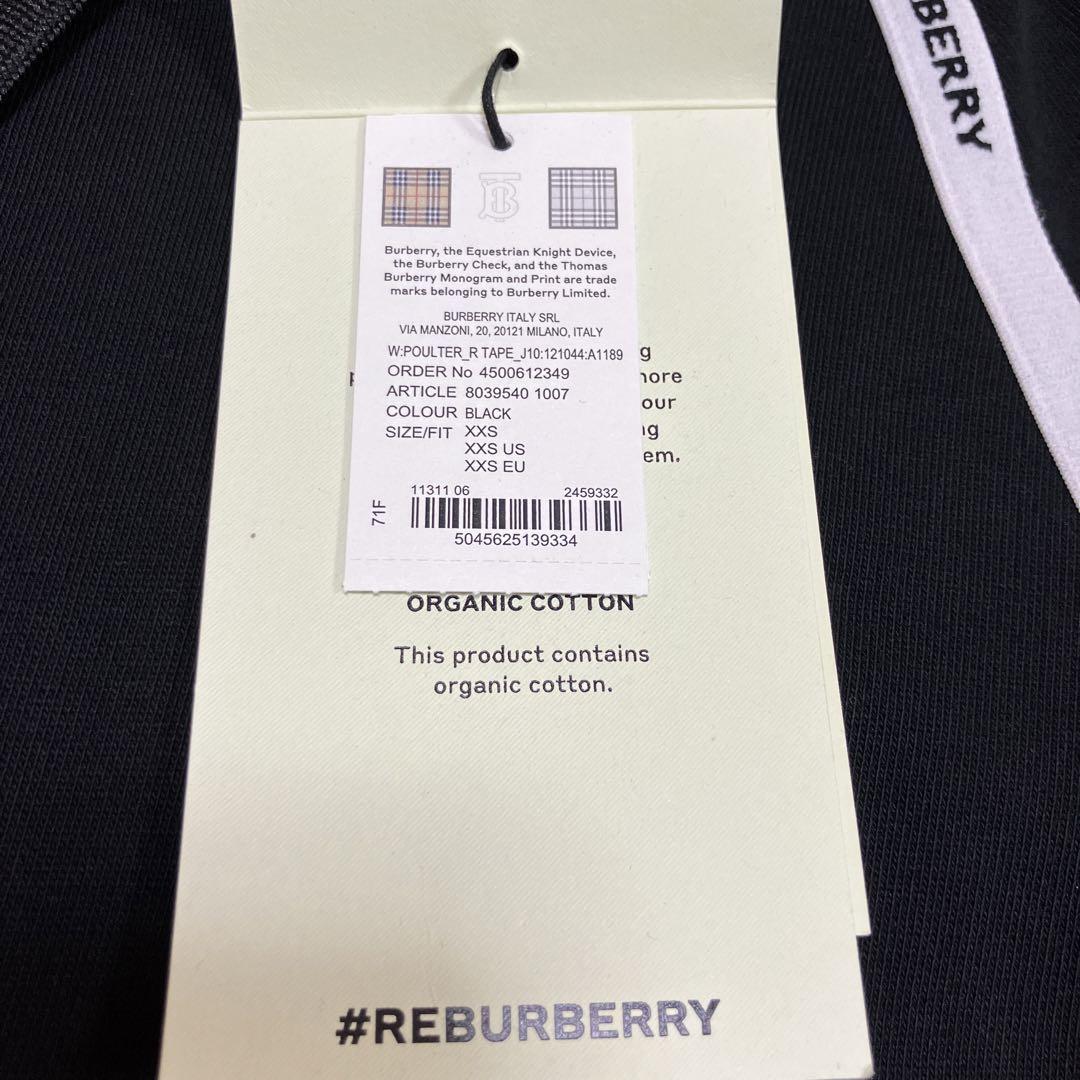 BERRY
Burberry, the Equestrian Knight Device,
the Burberry Check, and the Thomas
Burberry Monogram and Print are trade
marks belonging to Burberry Limited.
BURBERRY ITALY SRL
VIA MANZONI, 20, 20121 MILANO, ITALY
W:POULTER_R TAPE_J10:121044:A1189
ORDER No 4500612349
ARTICLE 8039540 1007
COLOUR BLACK
SIZE/FIT XXS
XXS US
XXS EU
11311 06 2459332
71F
5045625139334
ORGANIC COTTON
This product contains
organic cotton.
#REBURBERRY